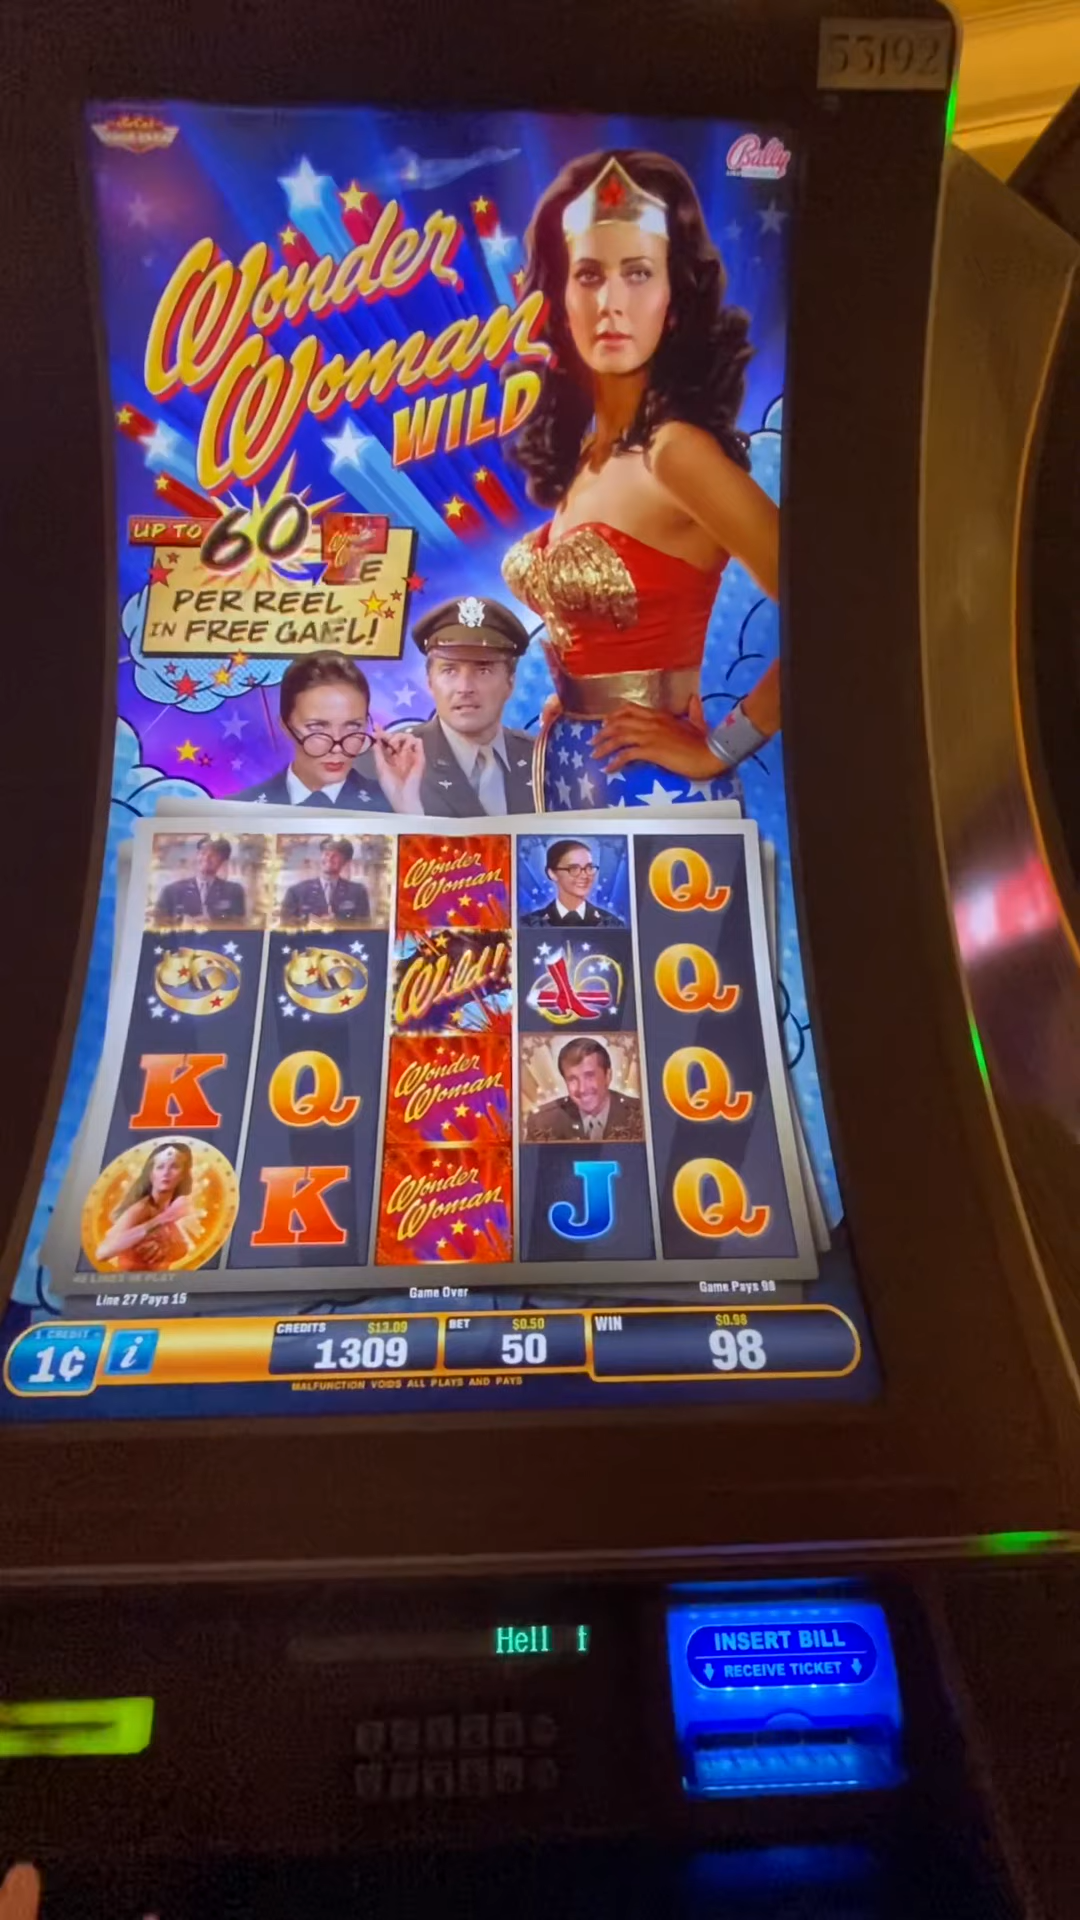 53192
Bally
Wonder
Woman
WILD
UP TO 60
E
PER REEL
IN FREE GAEL!
Wonder
Woman
Q
Wild!
Q
K
Q
Wonder
Woman
Q
K
Wonder
Woman
J
Q
Line 27 Pays 15
Game Over
Game Pays 98
1 CREDIT =
1¢
i
CREDITS
$13.09
1309
BET
$0.50
50
WIN
$0.98
98
MALFUNCTION VOIDS ALL PLAYS AND PAYS
Hell f
INSERT BILL
RECEIVE TICKET